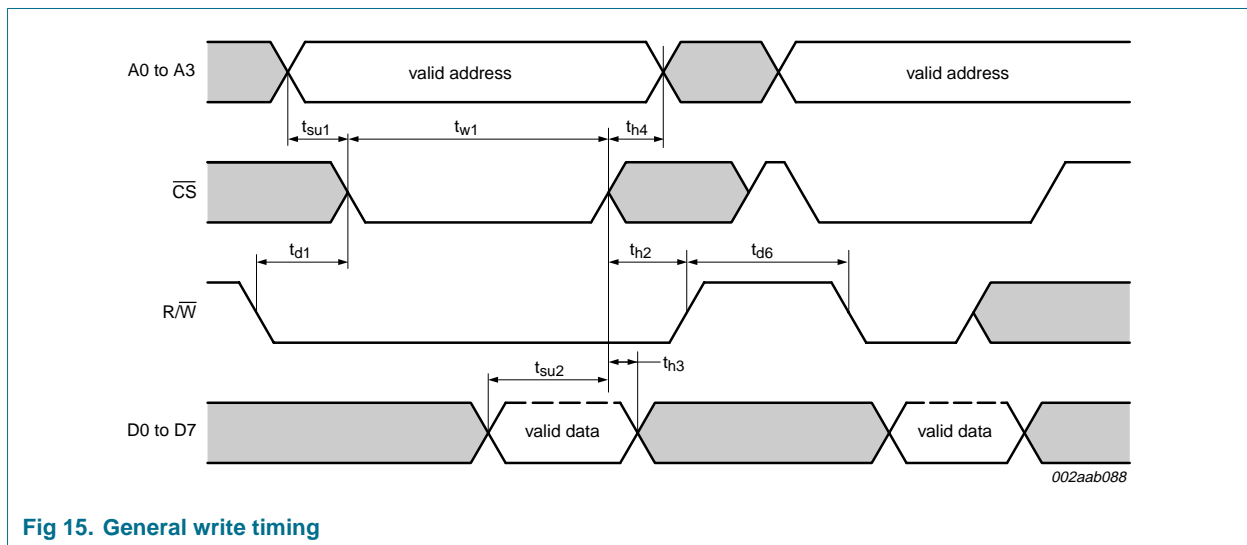 A0 to A3
valid address
valid address
tsu1
tw1
th4
CS
td1
th2
td6
R/W
tsu2
th3
D0 to D7
valid data
valid data
002aab088
Fig 15. General write timing